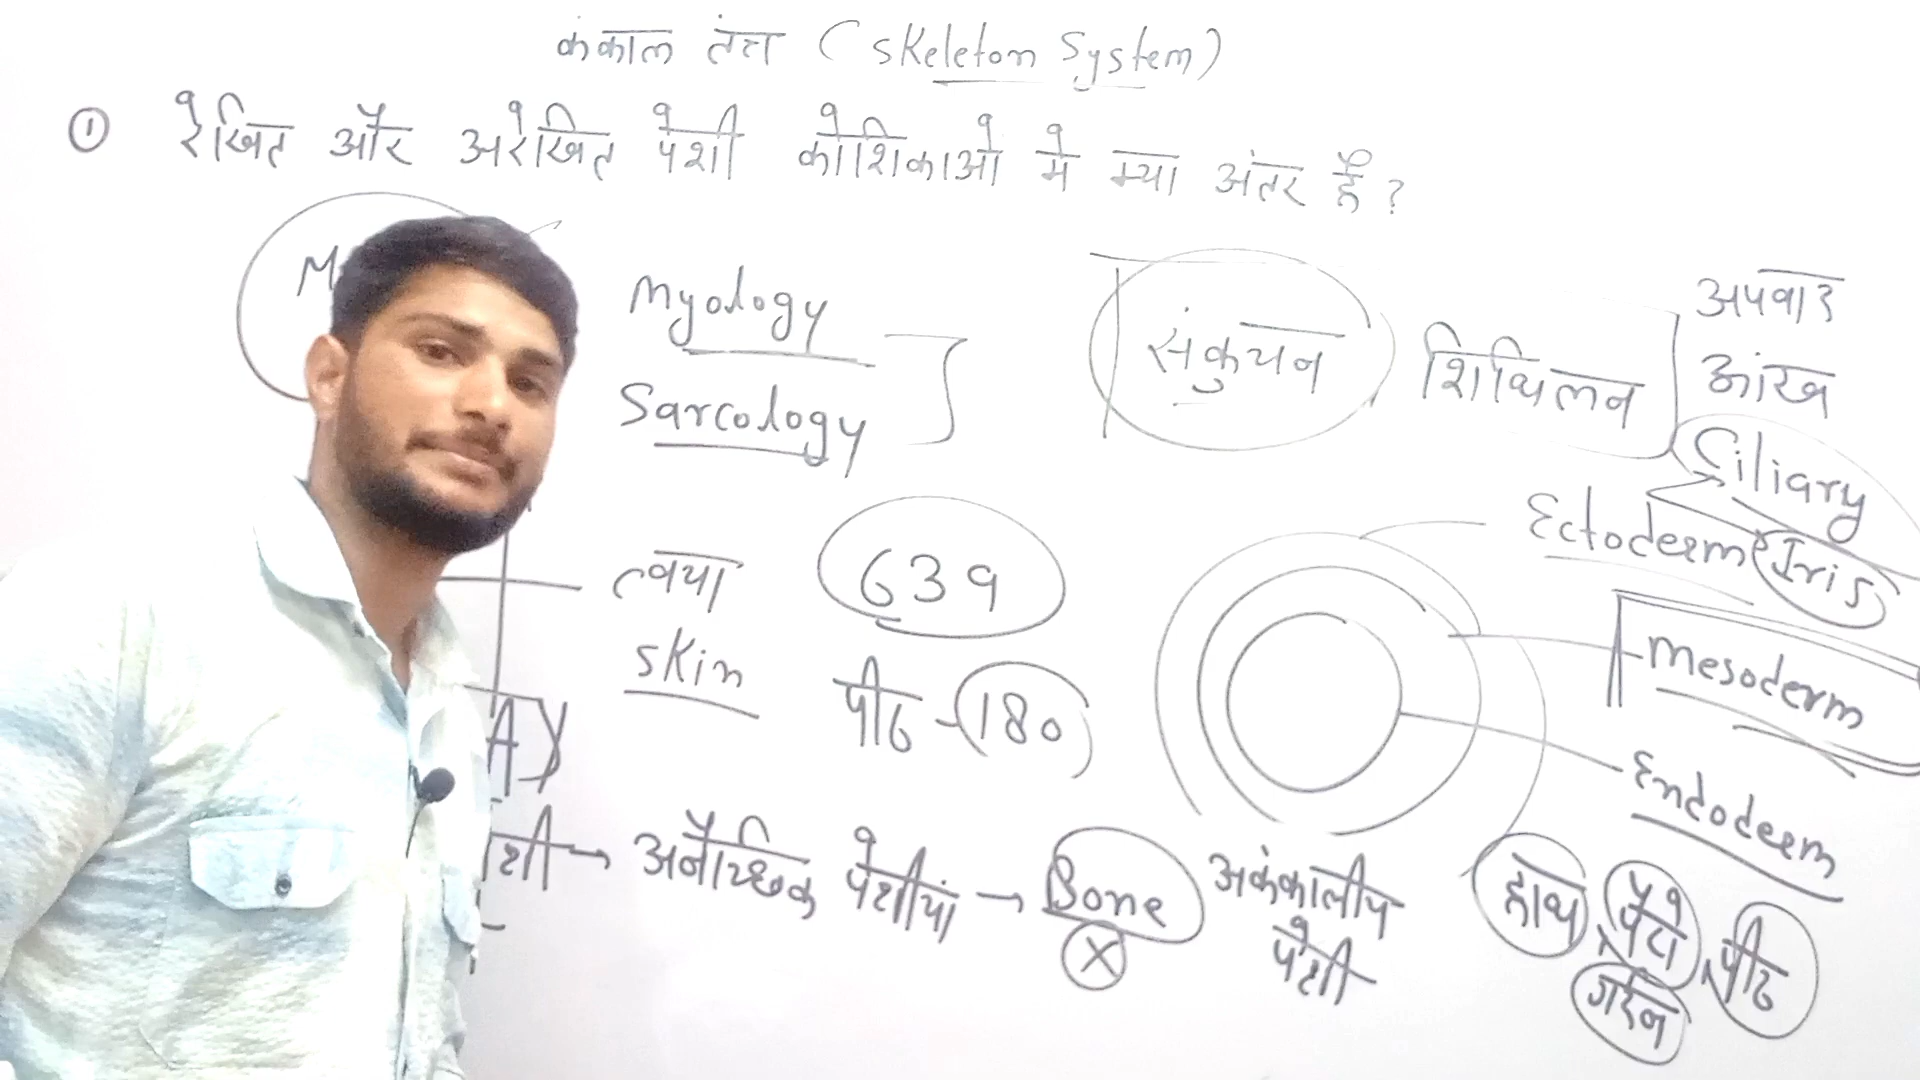 कंकाल तंत्र (skeleton system)
① रेखित और अरेखित पेशी कोशिकाओ मे क्या अंतर है?
M
myology
Sarcology
संकुचन शिथिलन
अपवाद
आंख
Ciliary
Iris
Ectoderm
mesoderm
Endoderm
त्वचा
skin
639
पीठ - 180
A)
पेशी → अनैच्छिक पेशीयां → Bone
X
अकंकालीय
पेशी
हाथ, पैरो, पीठ
गर्दन